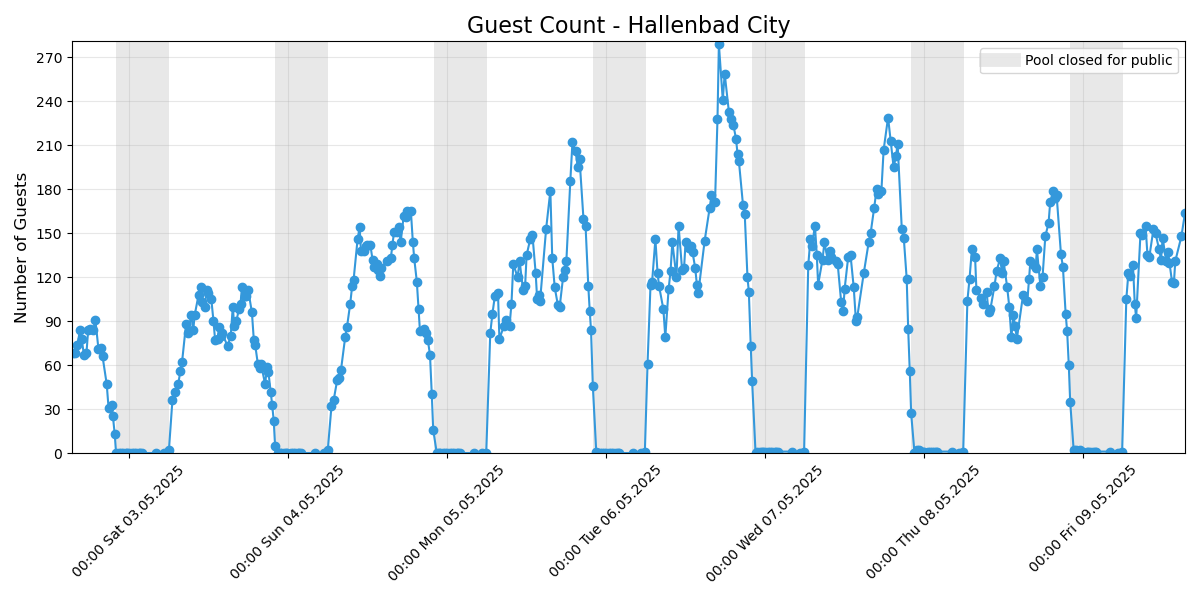 Guest Count - Hallenbad City
Pool closed for public
Number of Guests
270
240
210
180
150
120
90
60
30
0
00:00 Sat 03.05.2025
00:00 Sun 04.05.2025
00:00 Mon 05.05.2025
00:00 Tue 06.05.2025
00:00 Wed 07.05.2025
00:00 Thu 08.05.2025
00:00 Fri 09.05.2025